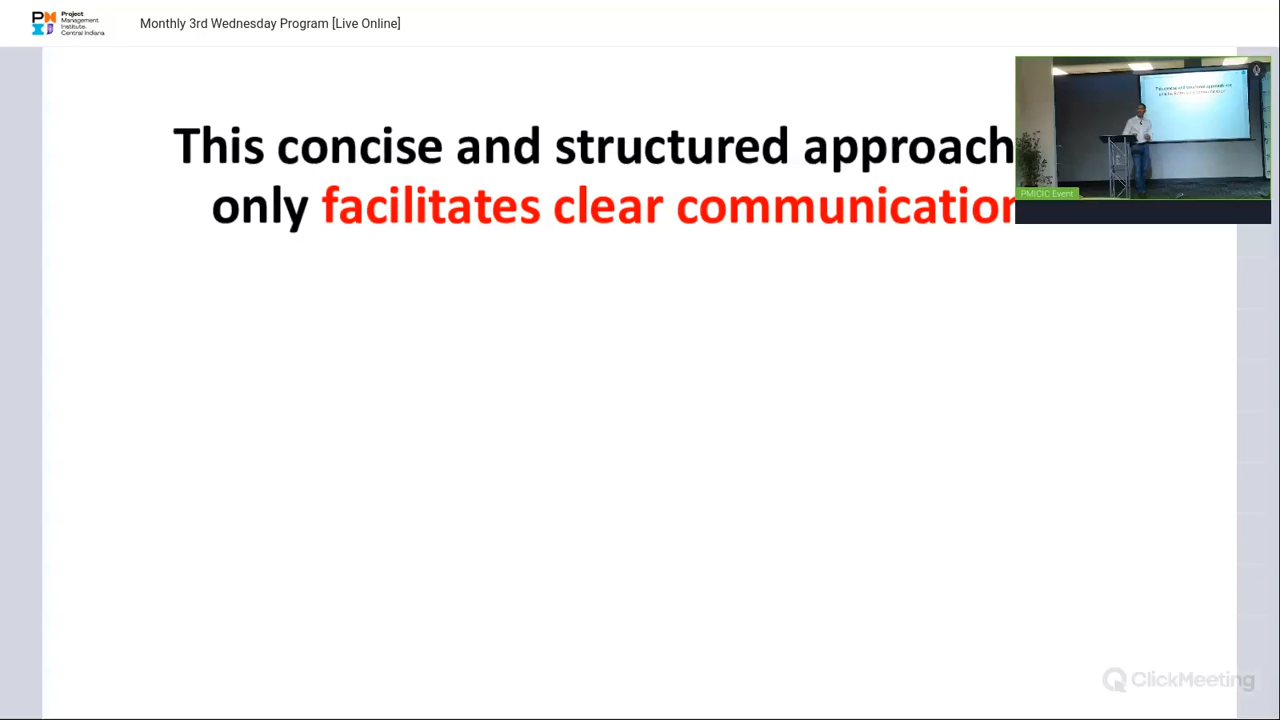 Project
Management
Institute.
Central Indiana
Monthly 3rd Wednesday Program [Live Online]
This concise and structured approach
only facilitates clear communication
PMICIC Event
ClickMeeting